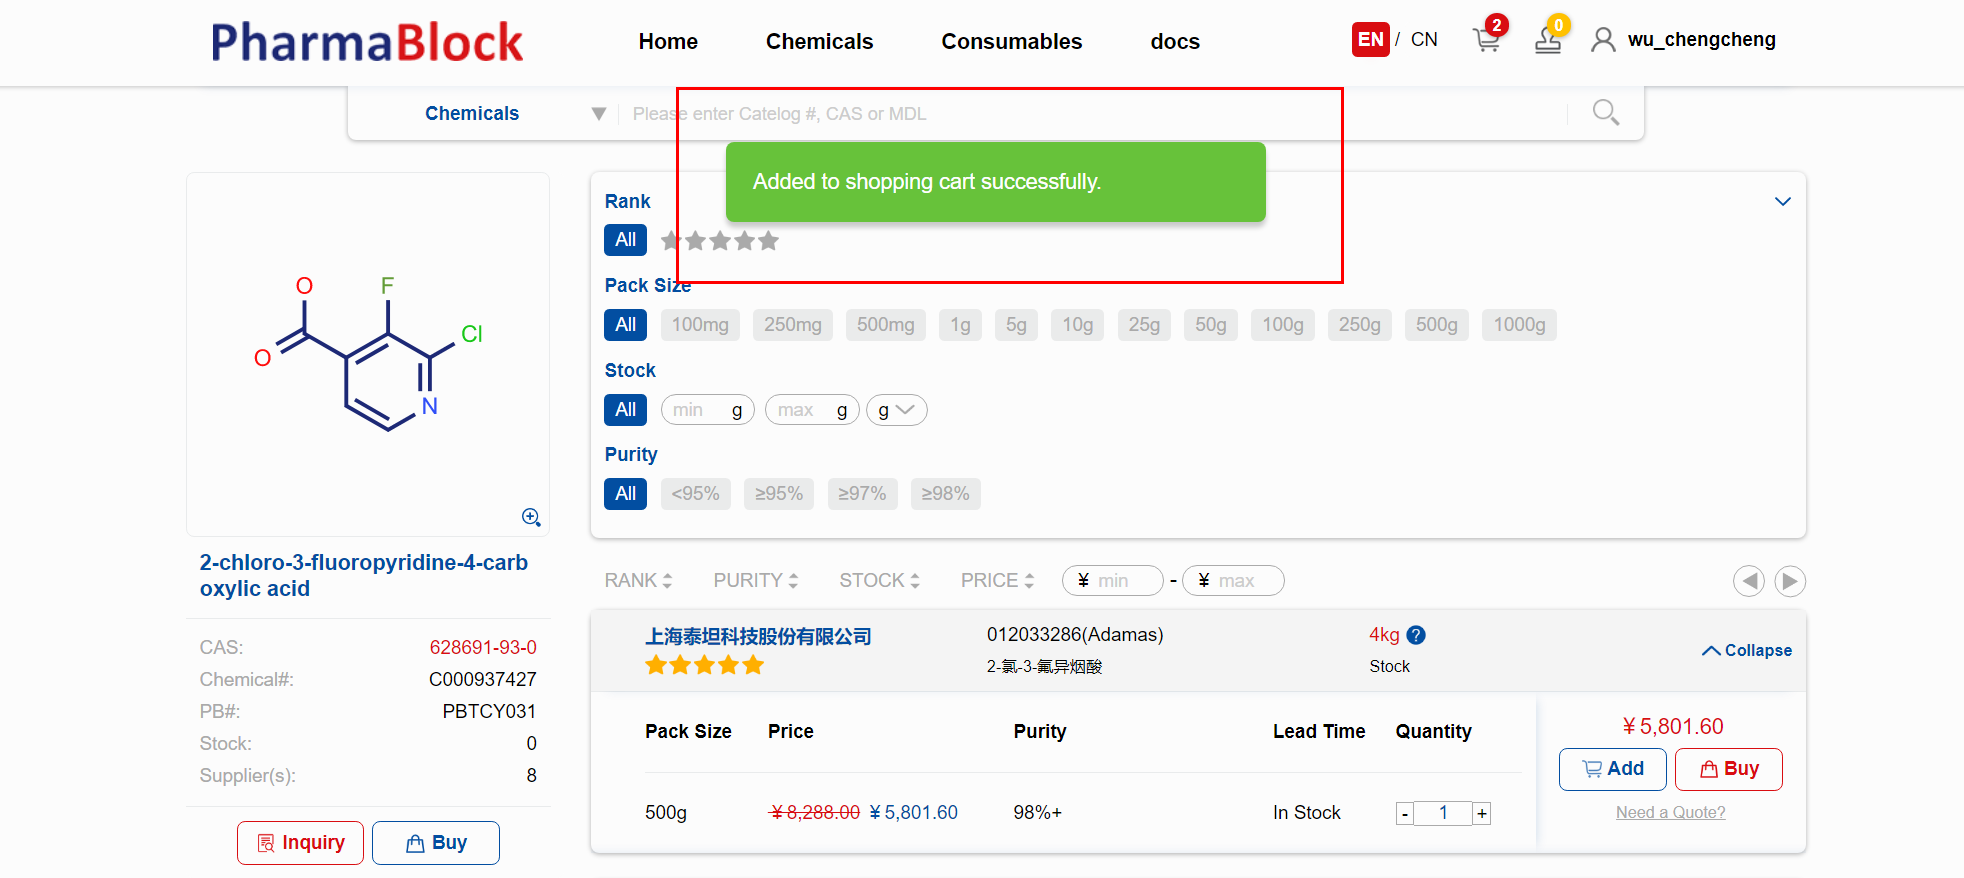 PharmaBlock Home Chemicals Consumables docs EN / CN 2 0 wu_chengcheng
Chemicals Please enter Catelog #, CAS or MDL
Added to shopping cart successfully.
Rank
All
Pack Size
All 100mg 250mg 500mg 1g 5g 10g 25g 50g 100g 250g 500g 1000g
Stock
All min g max g g
Purity
All <95% ≥95% ≥97% ≥98%
O F
Cl
O
N
2-chloro-3-fluoropyridine-4-carb
oxylic acid
CAS: 628691-93-0
Chemical#: C000937427
PB#: PBTCY031
Stock: 0
Supplier(s): 8
Inquiry Buy
RANK PURITY STOCK PRICE ¥ min - ¥ max
上海泰坦科技股份有限公司 012033286(Adamas) 4kg ?
2-氯-3-氟异烟酸 Stock
Collapse
Pack Size Price Purity Lead Time Quantity
500g ¥8,288.00 ¥5,801.60 98%+ In Stock - 1 +
¥5,801.60
Add Buy
Need a Quote?